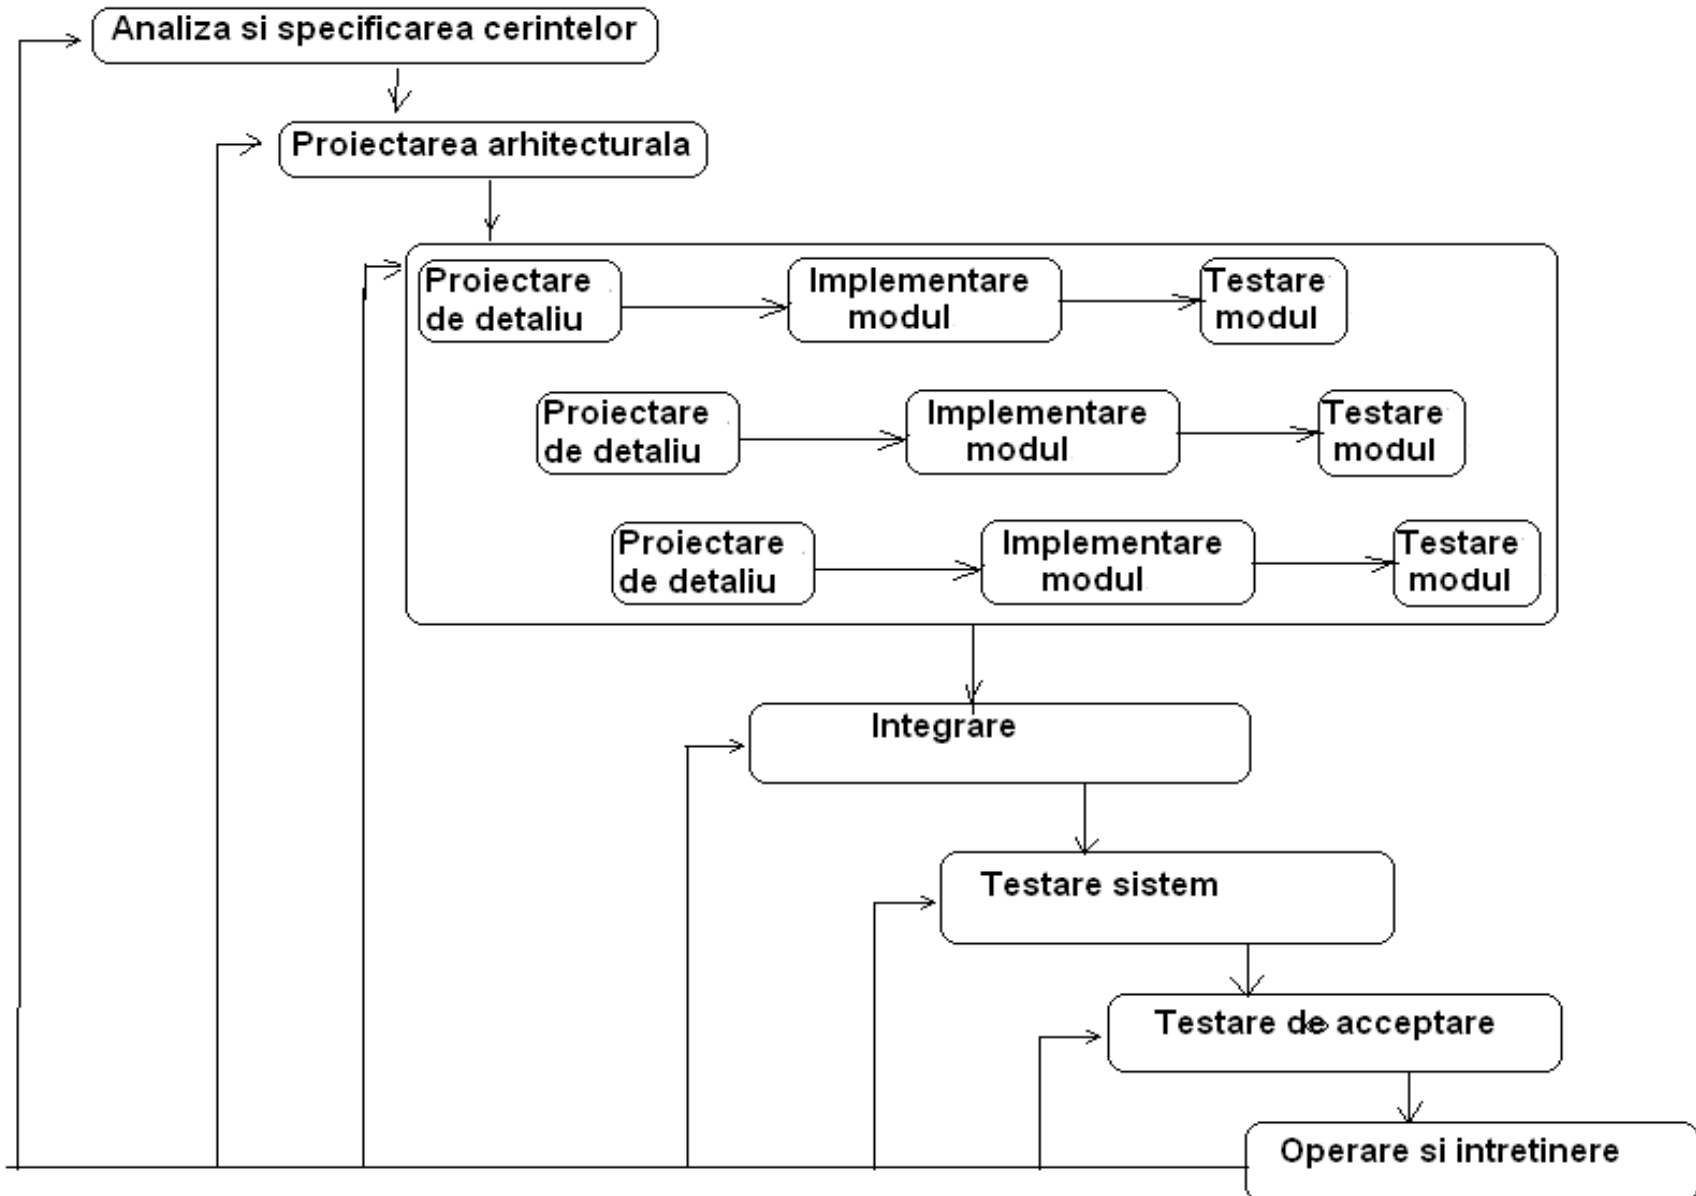 Analiza si specificarea cerintelor
Proiectarea arhitecturala
Proiectare
de detaliu
Implementare
modul
Testare
modul
Proiectare
de detaliu
Implementare
modul
Testare
modul
Proiectare
de detaliu
Implementare
modul
Testare
modul
Integrare
Testare sistem
Testare de acceptare
Operare si intretinere